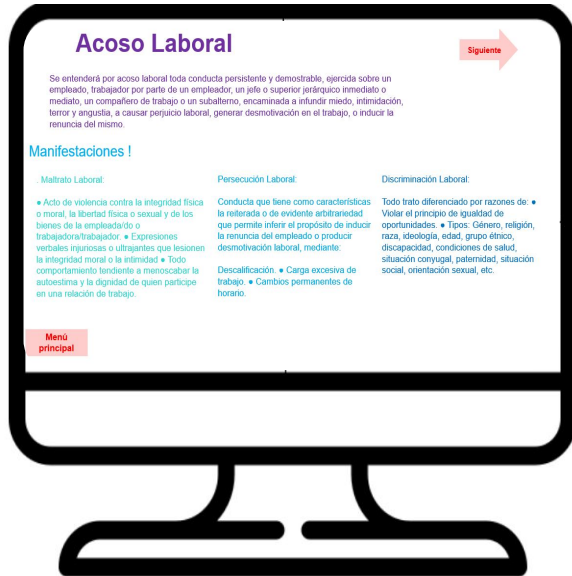 Acoso Laboral
Siguiente
Se entenderá por acoso laboral toda conducta persistente y demostrable, ejercida sobre un
empleado, trabajador por parte de un empleador, un jefe o superior jerárquico inmediato o
mediato, un compañero de trabajo o un subalterno, encaminada a infundir miedo, intimidación,
terror y angustia, a causar perjuicio laboral, generar desmotivación en el trabajo, o inducir la
renuncia del mismo.
Manifestaciones !
. Maltrato Laboral:
● Acto de violencia contra la integridad física
o moral, la libertad física o sexual y de los
bienes de la empleada/do o
trabajadora/trabajador. ● Expresiones
verbales injuriosas o ultrajantes que lesionen
la integridad moral o la intimidad ● Todo
comportamiento tendiente a menoscabar la
autoestima y la dignidad de quien participe
en una relación de trabajo.
Persecución Laboral:
Conducta que tiene como características
la reiterada o de evidente arbitrariedad
que permite inferir el propósito de inducir
la renuncia del empleado o producir
desmotivación laboral, mediante:
Descalificación. ● Carga excesiva de
trabajo. ● Cambios permanentes de
horario.
Discriminación Laboral:
Todo trato diferenciado por razones de: ●
Violar el principio de igualdad de
oportunidades. ● Tipos: Género, religión,
raza, ideología, edad, grupo étnico,
discapacidad, condiciones de salud,
situación conyugal, paternidad, situación
social, orientación sexual, etc.
Menú
principal